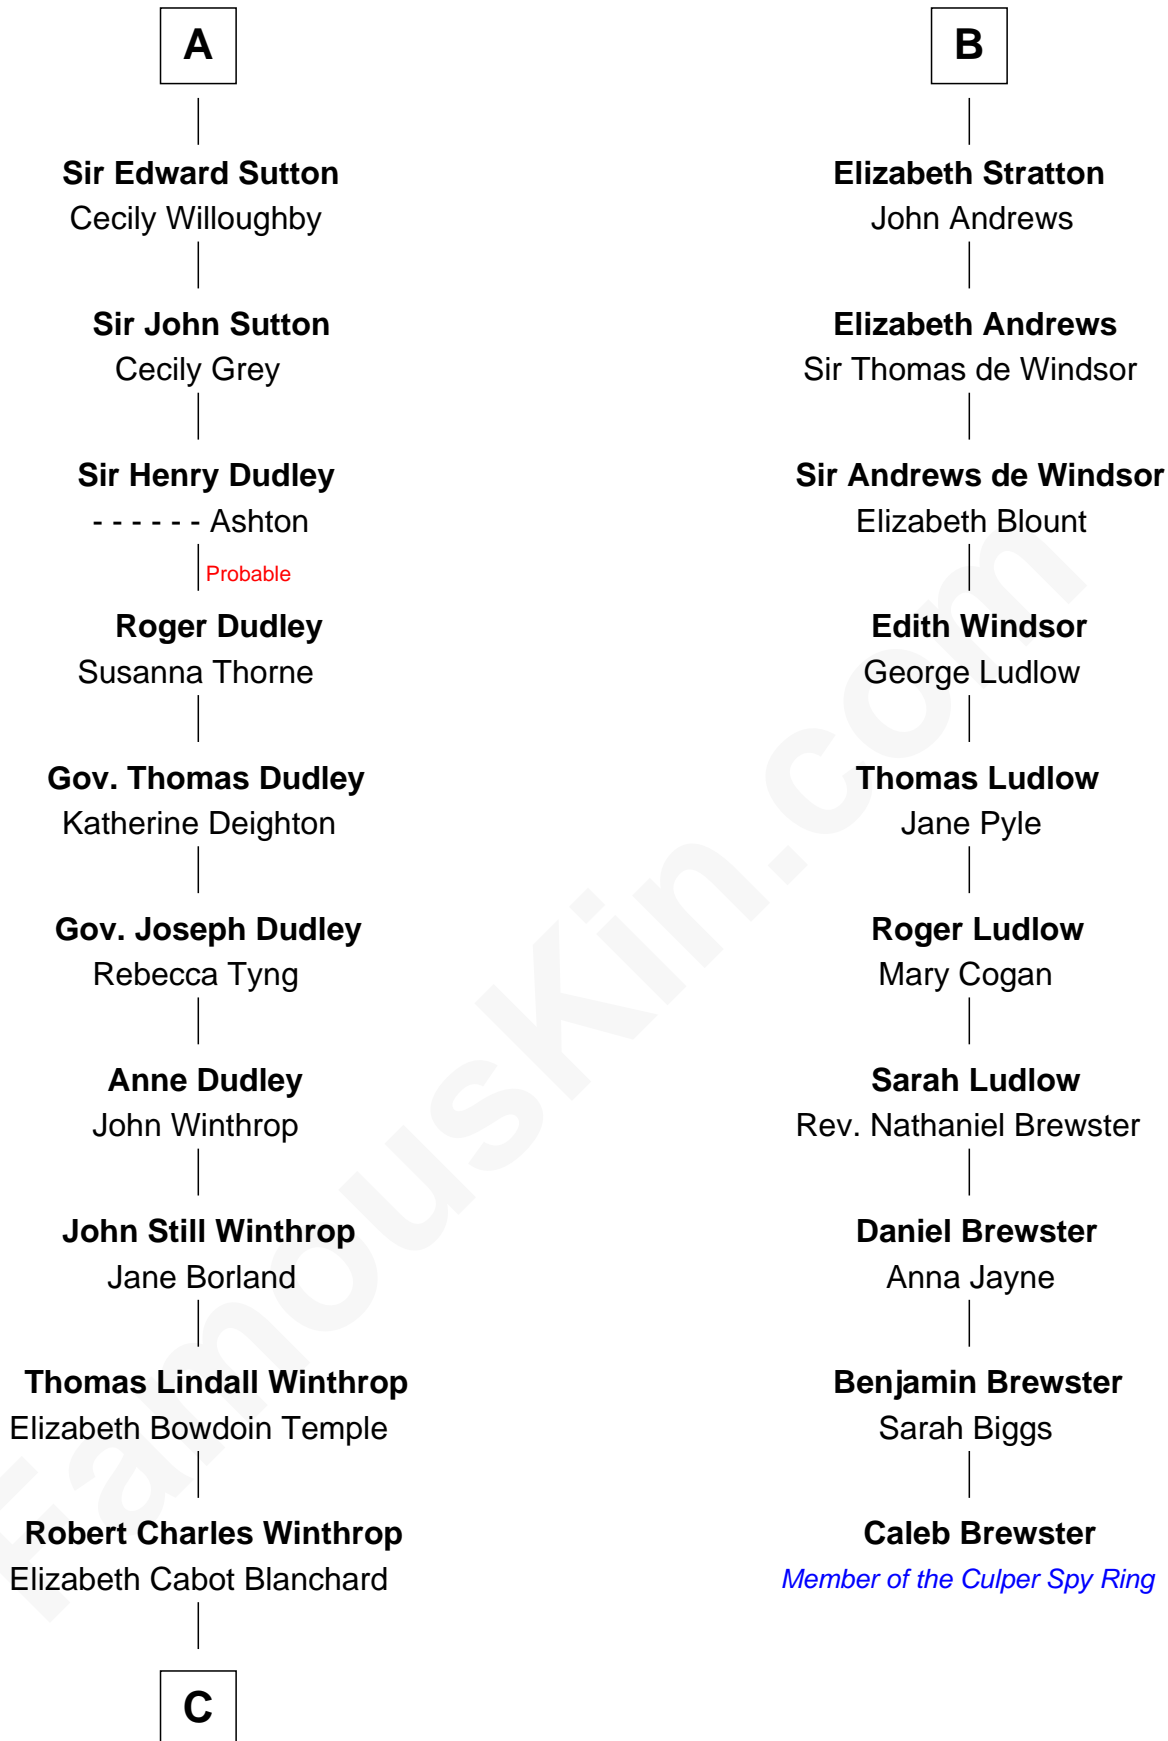 A
Sir Edward Sutton
Cecily Willoughby
Sir John Sutton
Cecily Grey
Sir Henry Dudley
- - - - - - Ashton
Probable
Roger Dudley
Susanna Thorne
Gov. Thomas Dudley
Katherine Deighton
Gov. Joseph Dudley
Rebecca Tyng
Anne Dudley
John Winthrop
John Still Winthrop
Jane Borland
Thomas Lindall Winthrop
Elizabeth Bowdoin Temple
Robert Charles Winthrop
Elizabeth Cabot Blanchard
C
B
Elizabeth Stratton
John Andrews
Elizabeth Andrews
Sir Thomas de Windsor
Sir Andrews de Windsor
Elizabeth Blount
Edith Windsor
George Ludlow
Thomas Ludlow
Jane Pyle
Roger Ludlow
Mary Cogan
Sarah Ludlow
Rev. Nathaniel Brewster
Daniel Brewster
Anna Jayne
Benjamin Brewster
Sarah Biggs
Caleb Brewster
Member of the Culper Spy Ring
FamousKin.com